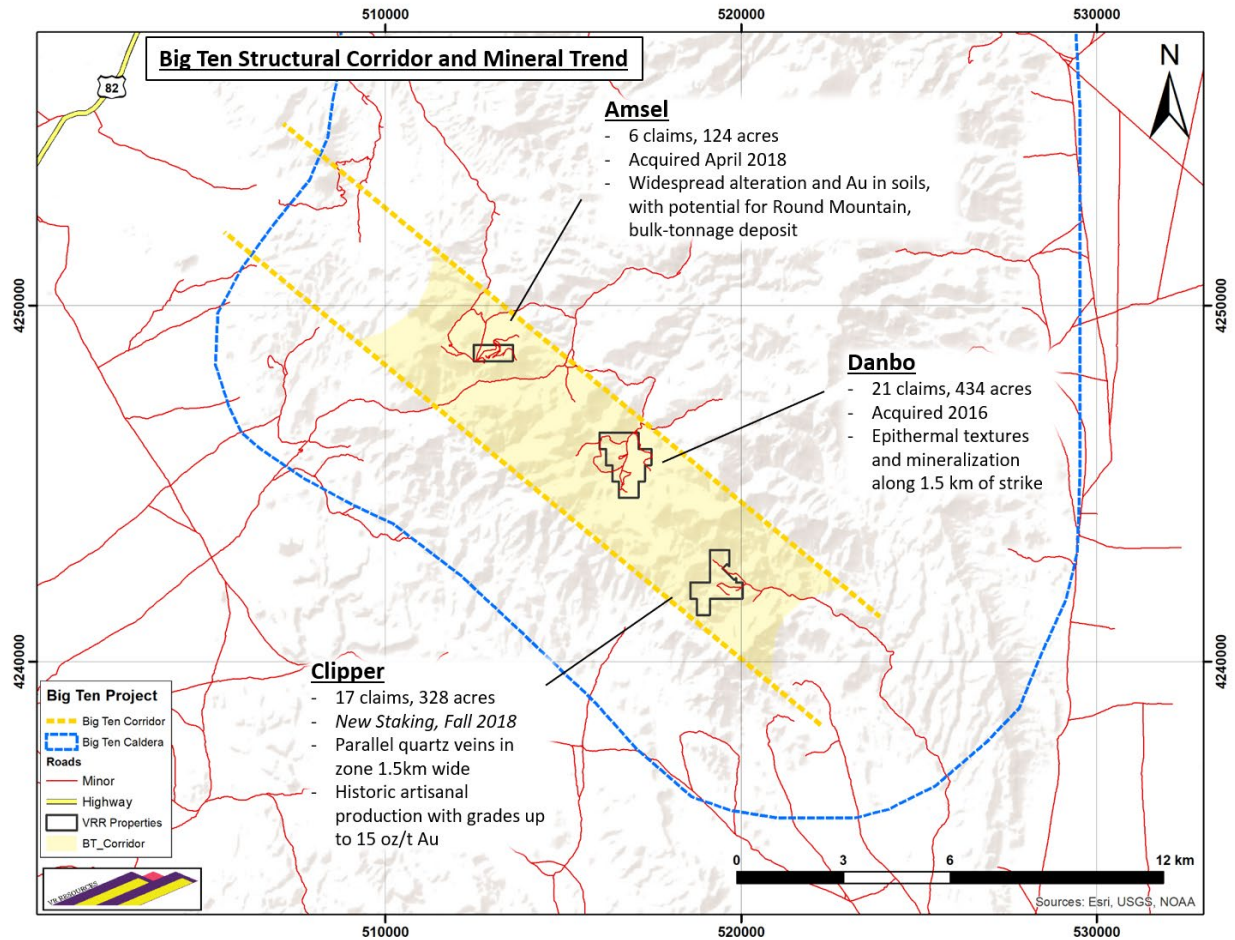 510000
520000
530000
Big Ten Structural Corridor and Mineral Trend
N
82
Amsel
- 6 claims, 124 acres
- Acquired April 2018
- Widespread alteration and Au in soils,
with potential for Round Mountain,
bulk-tonnage deposit
4250000
4250000
Danbo
- 21 claims, 434 acres
- Acquired 2016
- Epithermal textures
and mineralization
along 1.5 km of strike
4240000
4240000
Clipper
- 17 claims, 328 acres
- New Staking, Fall 2018
- Parallel quartz veins in
zone 1.5km wide
- Historic artisanal
production with grades up
to 15 oz/t Au
Big Ten Project
Big Ten Corridor
Big Ten Caldera
Roads
Minor
Highway
VRR Properties
BT_Corridor
VR RESOURCES
0 3 6 12 km
Sources: Esri, USGS, NOAA
510000
520000
530000